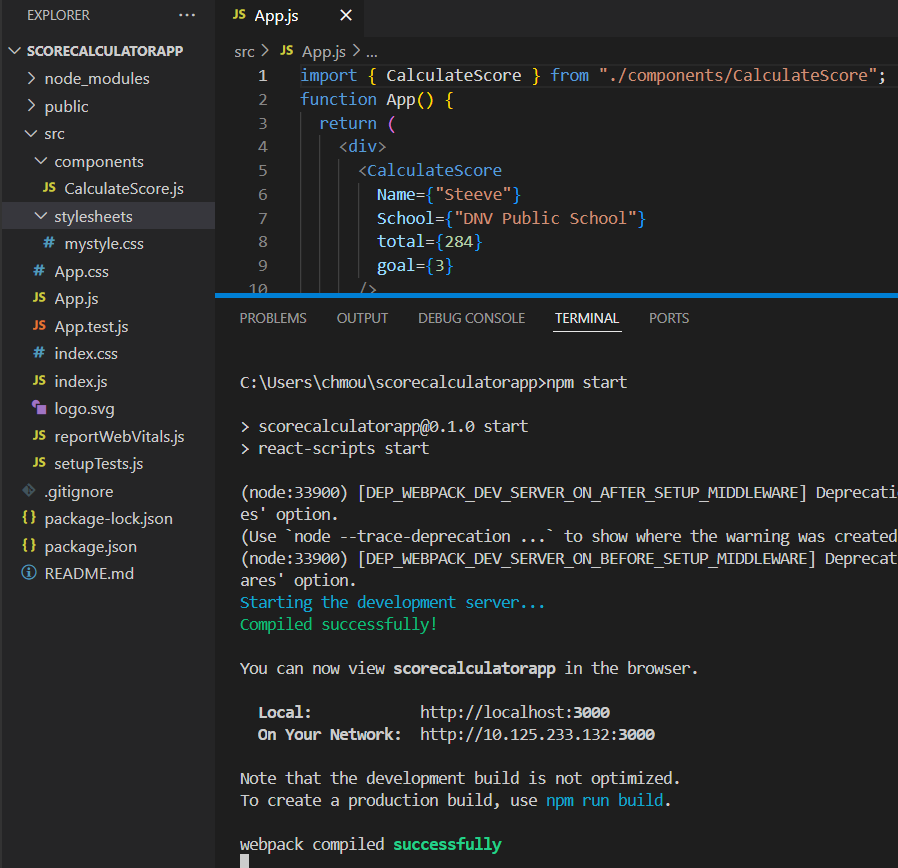 EXPLORER
SCORECALCULATORAPP
node_modules
public
src
components
JS CalculateScore.js
stylesheets
# mystyle.css
# App.css
JS App.js
JS App.test.js
# index.css
JS index.js
logo.svg
JS reportWebVitals.js
JS setupTests.js
.gitignore
{} package-lock.json
{} package.json
README.md
JS App.js ×
src > JS App.js > ...
1 import { CalculateScore } from "./components/CalculateScore";
2 function App() {
3 return (
4 <div>
5 <CalculateScore
6 Name={"Steeve"}
7 School={"DNV Public School"}
8 total={284}
9 goal={3}
10 />
PROBLEMS OUTPUT DEBUG CONSOLE TERMINAL PORTS
C:\Users\chmou\scorecalculatorapp>npm start
> scorecalculatorapp@0.1.0 start
> react-scripts start
(node:33900) [DEP_WEBPACK_DEV_SERVER_ON_AFTER_SETUP_MIDDLEWARE] Deprecati
es' option.
(Use `node --trace-deprecation ...` to show where the warning was created
(node:33900) [DEP_WEBPACK_DEV_SERVER_ON_BEFORE_SETUP_MIDDLEWARE] Deprecat
ares' option.
Starting the development server...
Compiled successfully!
You can now view scorecalculatorapp in the browser.
Local: http://localhost:3000
On Your Network: http://10.125.233.132:3000
Note that the development build is not optimized.
To create a production build, use npm run build.
webpack compiled successfully